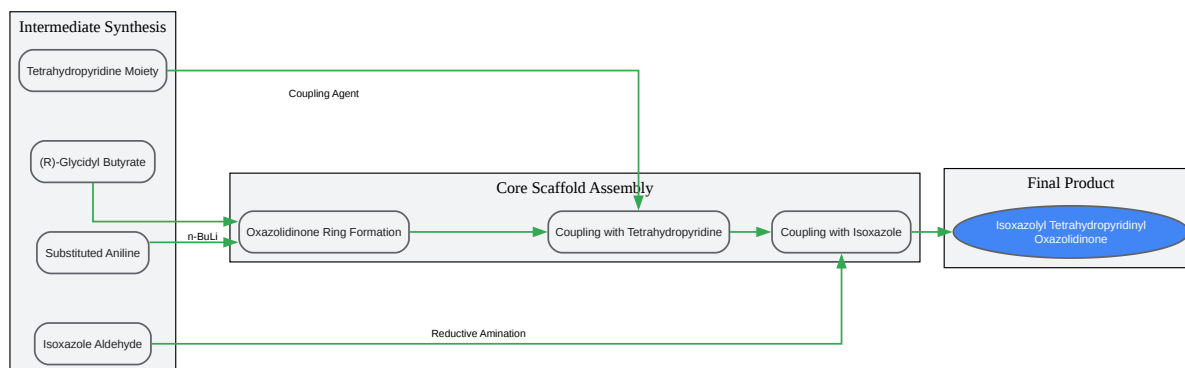 Intermediate Synthesis
Tetrahydropyridine Moiety
Coupling Agent
(R)-Glycidyl Butyrate
Substituted Aniline
n-BuLi
Isoxazole Aldehyde
Reductive Amination
Core Scaffold Assembly
Oxazolidinone Ring Formation
Coupling with Tetrahydropyridine
Coupling with Isoxazole
Final Product
Isoxazolyl Tetrahydropyridinyl
Oxazolidinone